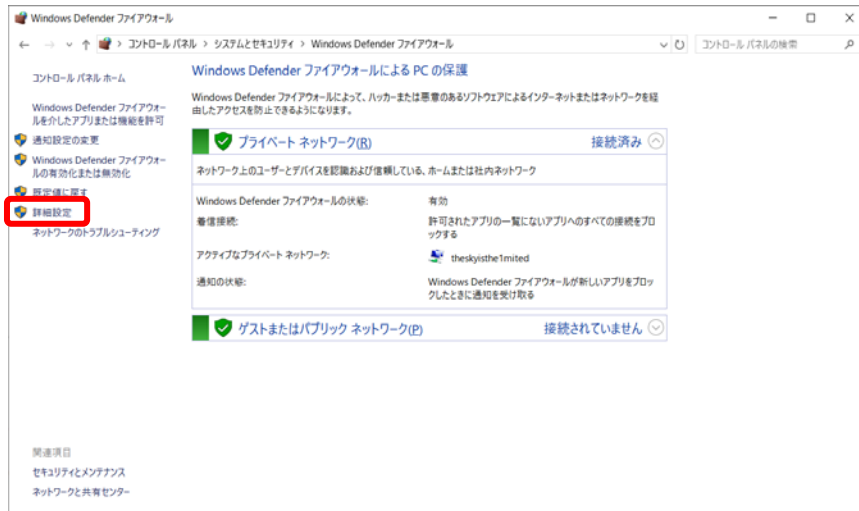 Windows Defender ファイアウォール
コントロール パネル > システムとセキュリティ > Windows Defender ファイアウォール
コントロール パネルの検索
コントロール パネル ホーム
Windows Defender ファイアウォー
ルを介したアプリまたは機能を許可
通知設定の変更
Windows Defender ファイアウォー
ルの有効化または無効化
既定値に戻す
詳細設定
ネットワークのトラブルシューティング
Windows Defender ファイアウォールによる PC の保護
Windows Defender ファイアウォールによって、ハッカーまたは悪意のあるソフトウェアによるインターネットまたはネットワークを経
由したアクセスを防止できるようになります。
プライベート ネットワーク(R) 接続済み
ネットワーク上のユーザーとデバイスを認識および信頼している、ホームまたは社内ネットワーク
Windows Defender ファイアウォールの状態: 有効
着信接続: 許可されたアプリの一覧にないアプリへのすべての接続をブロ
ックする
アクティブなプライベート ネットワーク: theskyisthe1mited
通知の状態: Windows Defender ファイアウォールが新しいアプリをブロッ
クしたときに通知を受け取る
ゲストまたはパブリック ネットワーク(P) 接続されていません
関連項目
セキュリティとメンテナンス
ネットワークと共有センター